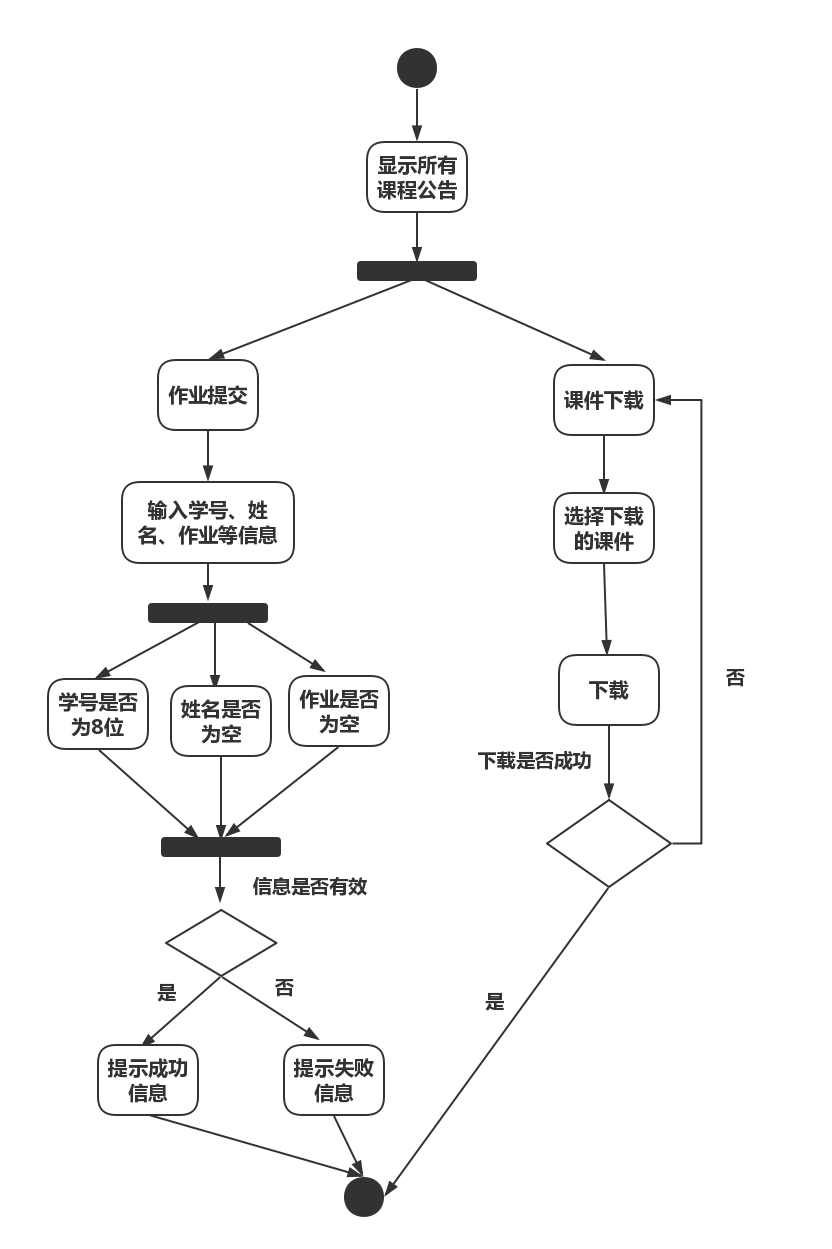 显示所有
课程公告
作业提交
课件下载
输入学号、姓
名、作业等信息
选择下载
的课件
学号是否
为8位
姓名是否
为空
作业是否
为空
下载
否
下载是否成功
信息是否有效
是
否
是
提示成功
信息
提示失败
信息